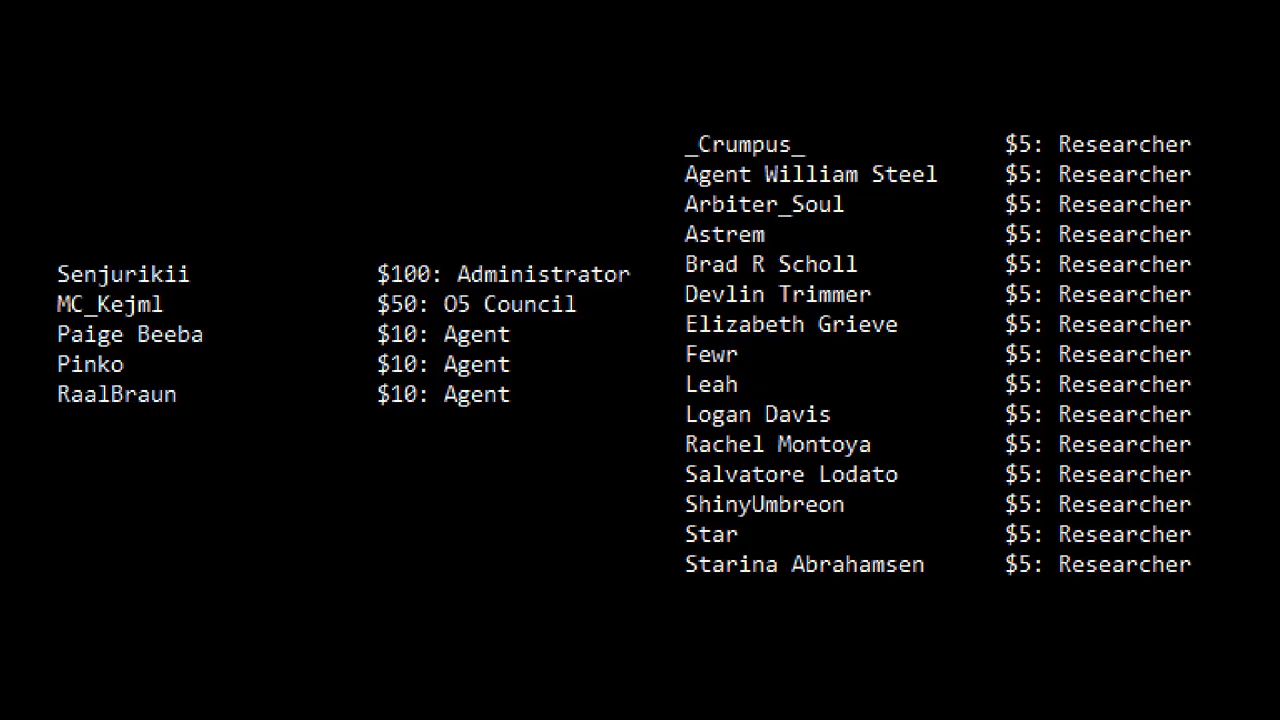 Senjurikii $100: Administrator
MC_Kejml $50: O5 Council
Paige Beeba $10: Agent
Pinko $10: Agent
RaalBraun $10: Agent
_Crumpus_ $5: Researcher
Agent William Steel $5: Researcher
Arbiter_Soul $5: Researcher
Astrem $5: Researcher
Brad R Scholl $5: Researcher
Devlin Trimmer $5: Researcher
Elizabeth Grieve $5: Researcher
Fewr $5: Researcher
Leah $5: Researcher
Logan Davis $5: Researcher
Rachel Montoya $5: Researcher
Salvatore Lodato $5: Researcher
ShinyUmbreon $5: Researcher
Star $5: Researcher
Starina Abrahamsen $5: Researcher